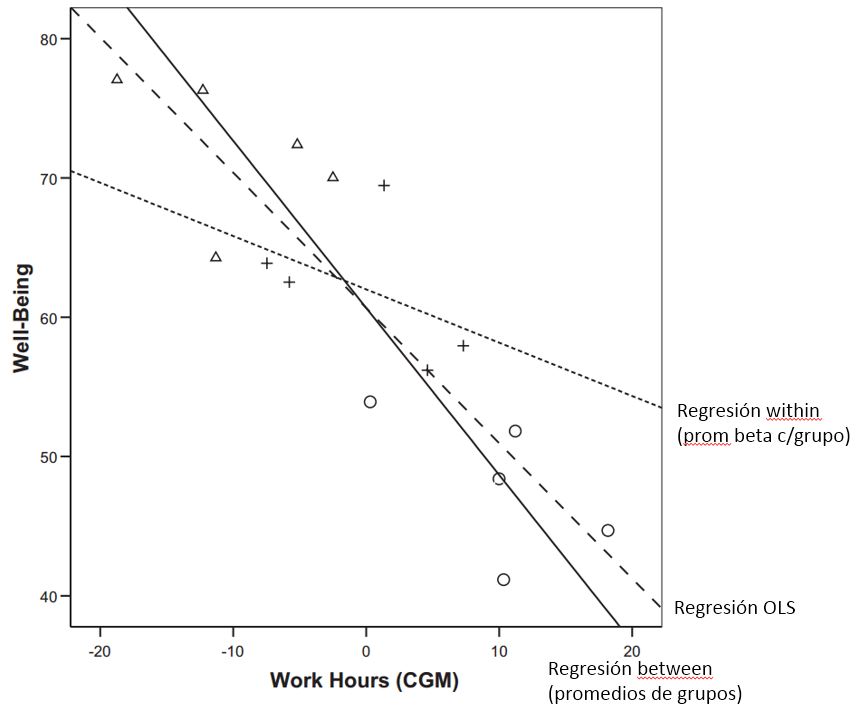 80
70
60
50
40
Well-Being
-20
-10
0
10
20
Work Hours (CGM)
Regresión within
(prom beta c/grupo)
Regresión OLS
Regresión between
(promedios de grupos)